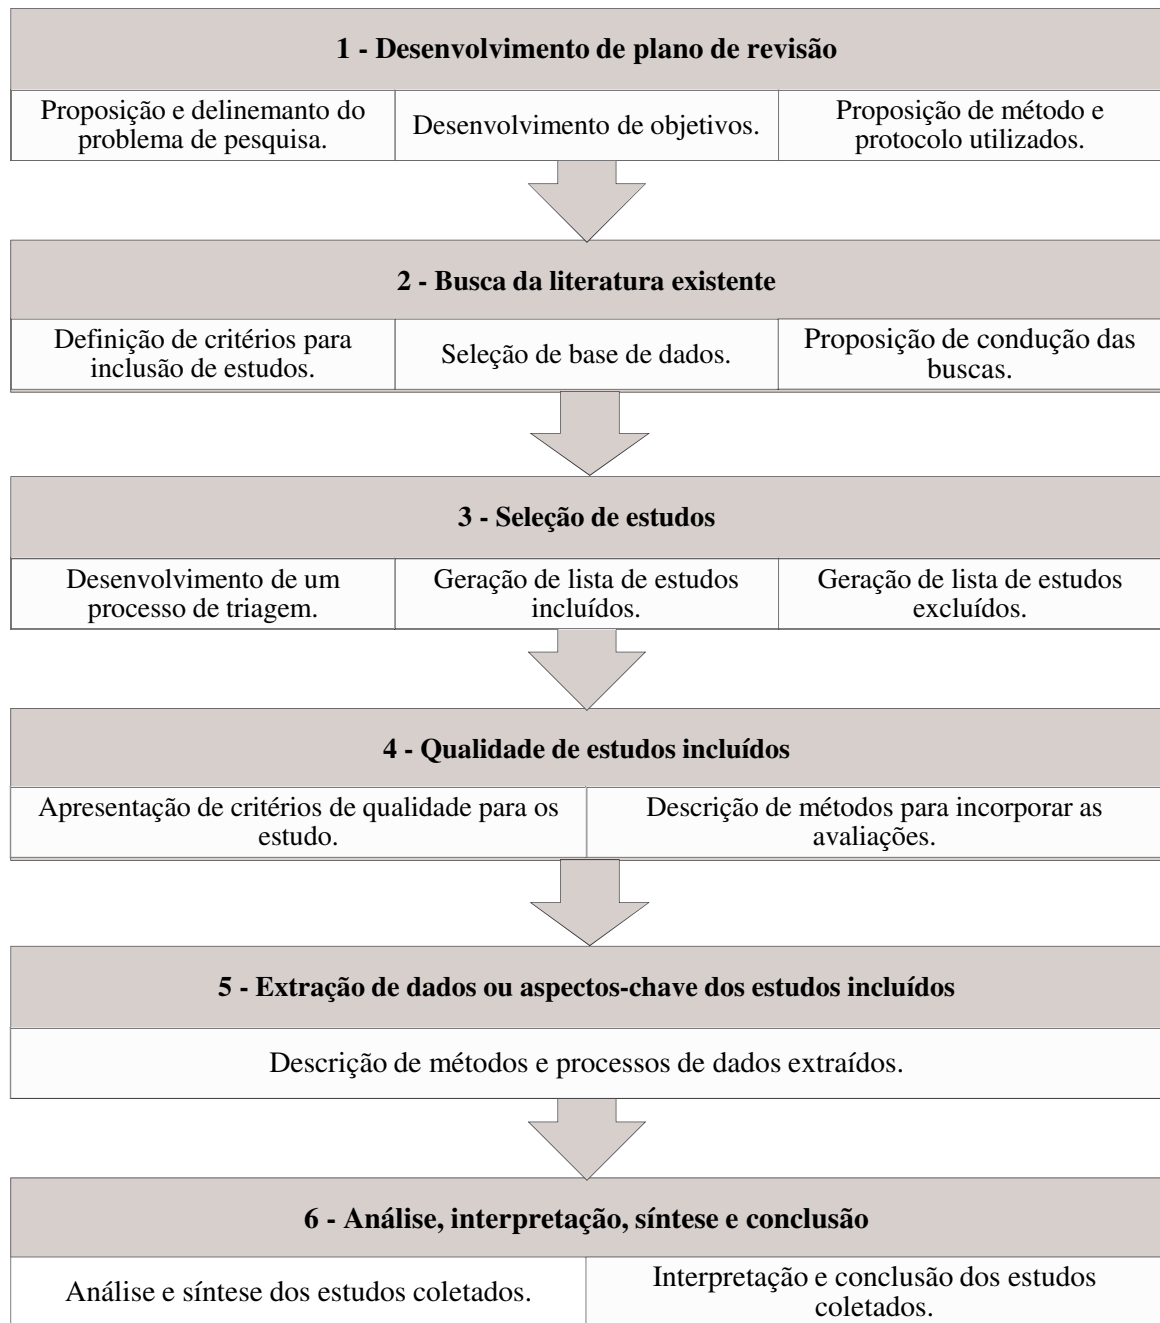 1 - Desenvolvimento de plano de revisão
Proposição e delinemanto do
problema de pesquisa.
Desenvolvimento de objetivos.
Proposição de método e
protocolo utilizados.
2 - Busca da literatura existente
Definição de critérios para
inclusão de estudos.
Seleção de base de dados.
Proposição de condução das
buscas.
3 - Seleção de estudos
Desenvolvimento de um
processo de triagem.
Geração de lista de estudos
incluídos.
Geração de lista de estudos
excluídos.
4 - Qualidade de estudos incluídos
Apresentação de critérios de qualidade para os
estudo.
Descrição de métodos para incorporar as
avaliações.
5 - Extração de dados ou aspectos-chave dos estudos incluídos
Descrição de métodos e processos de dados extraídos.
6 - Análise, interpretação, síntese e conclusão
Análise e síntese dos estudos coletados.
Interpretação e conclusão dos estudos
coletados.